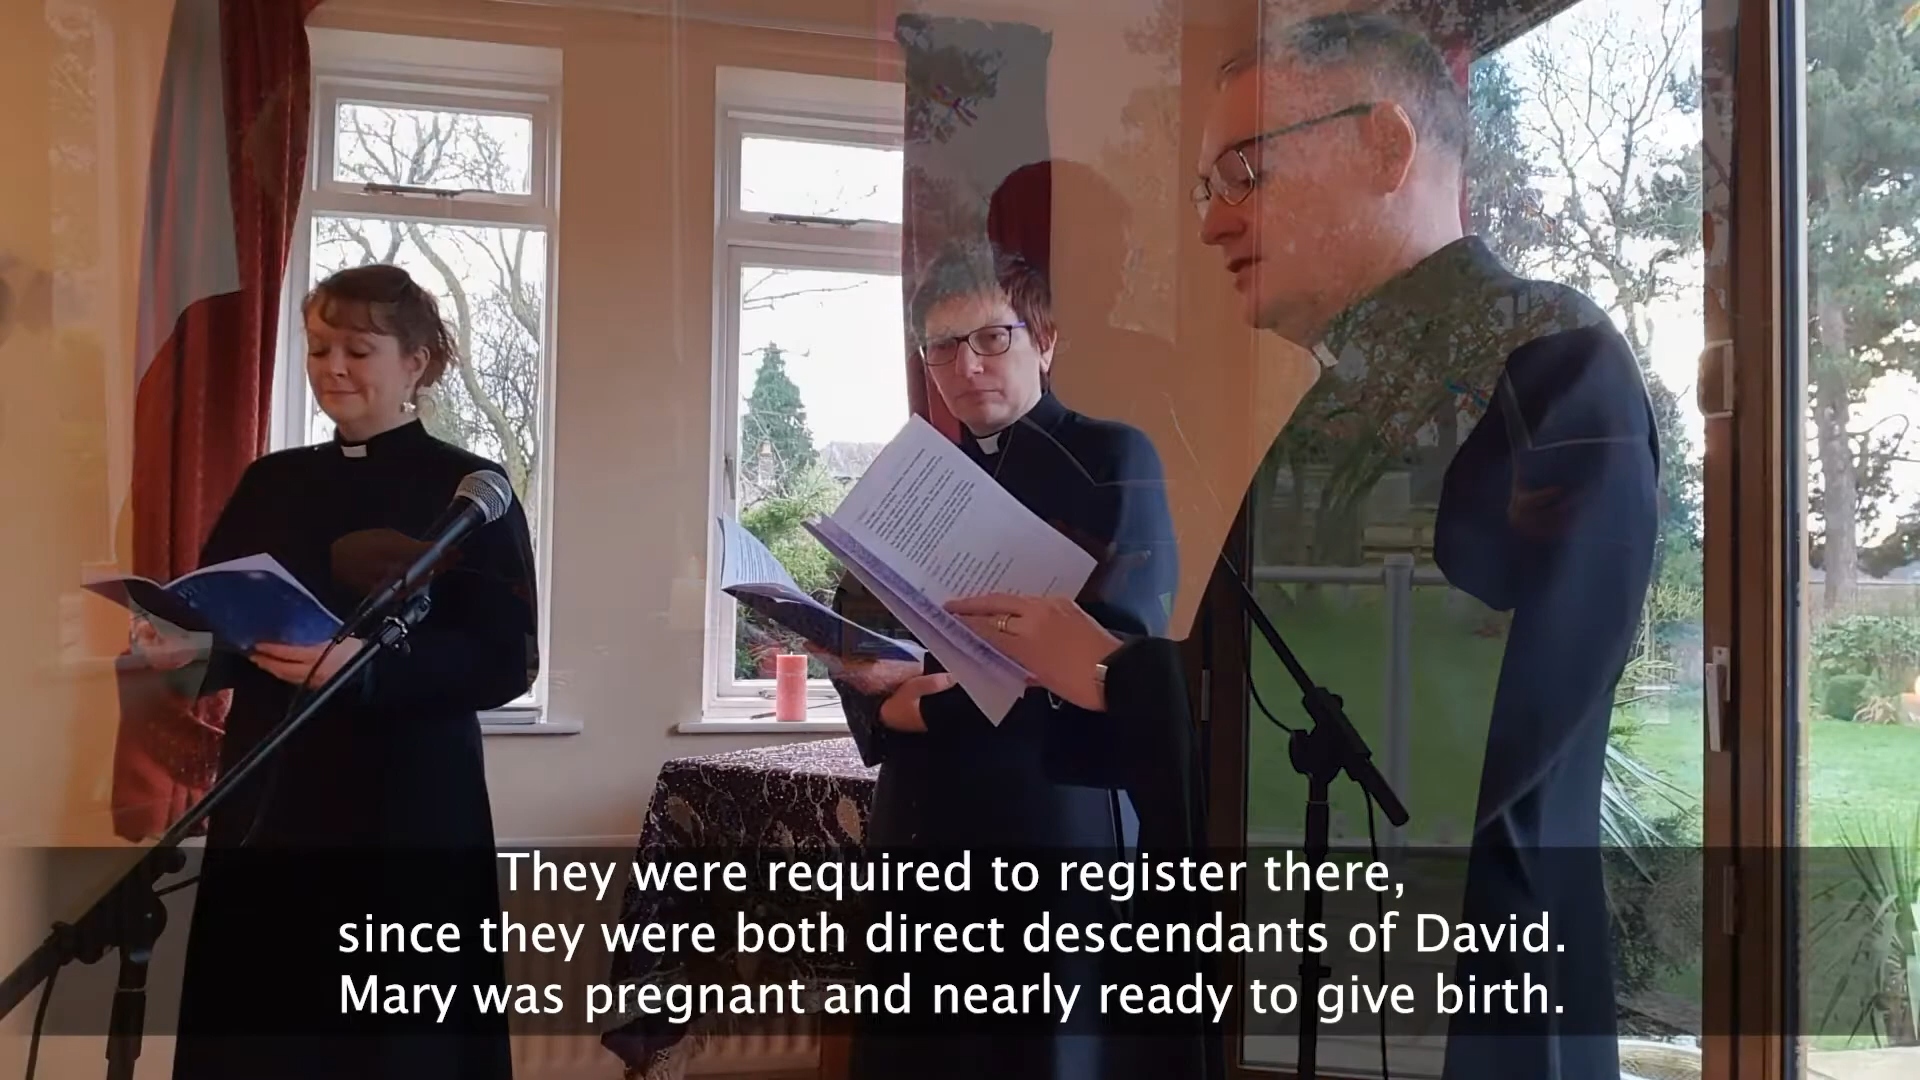 They were required to register there,
since they were both direct descendants of David.
Mary was pregnant and nearly ready to give birth.